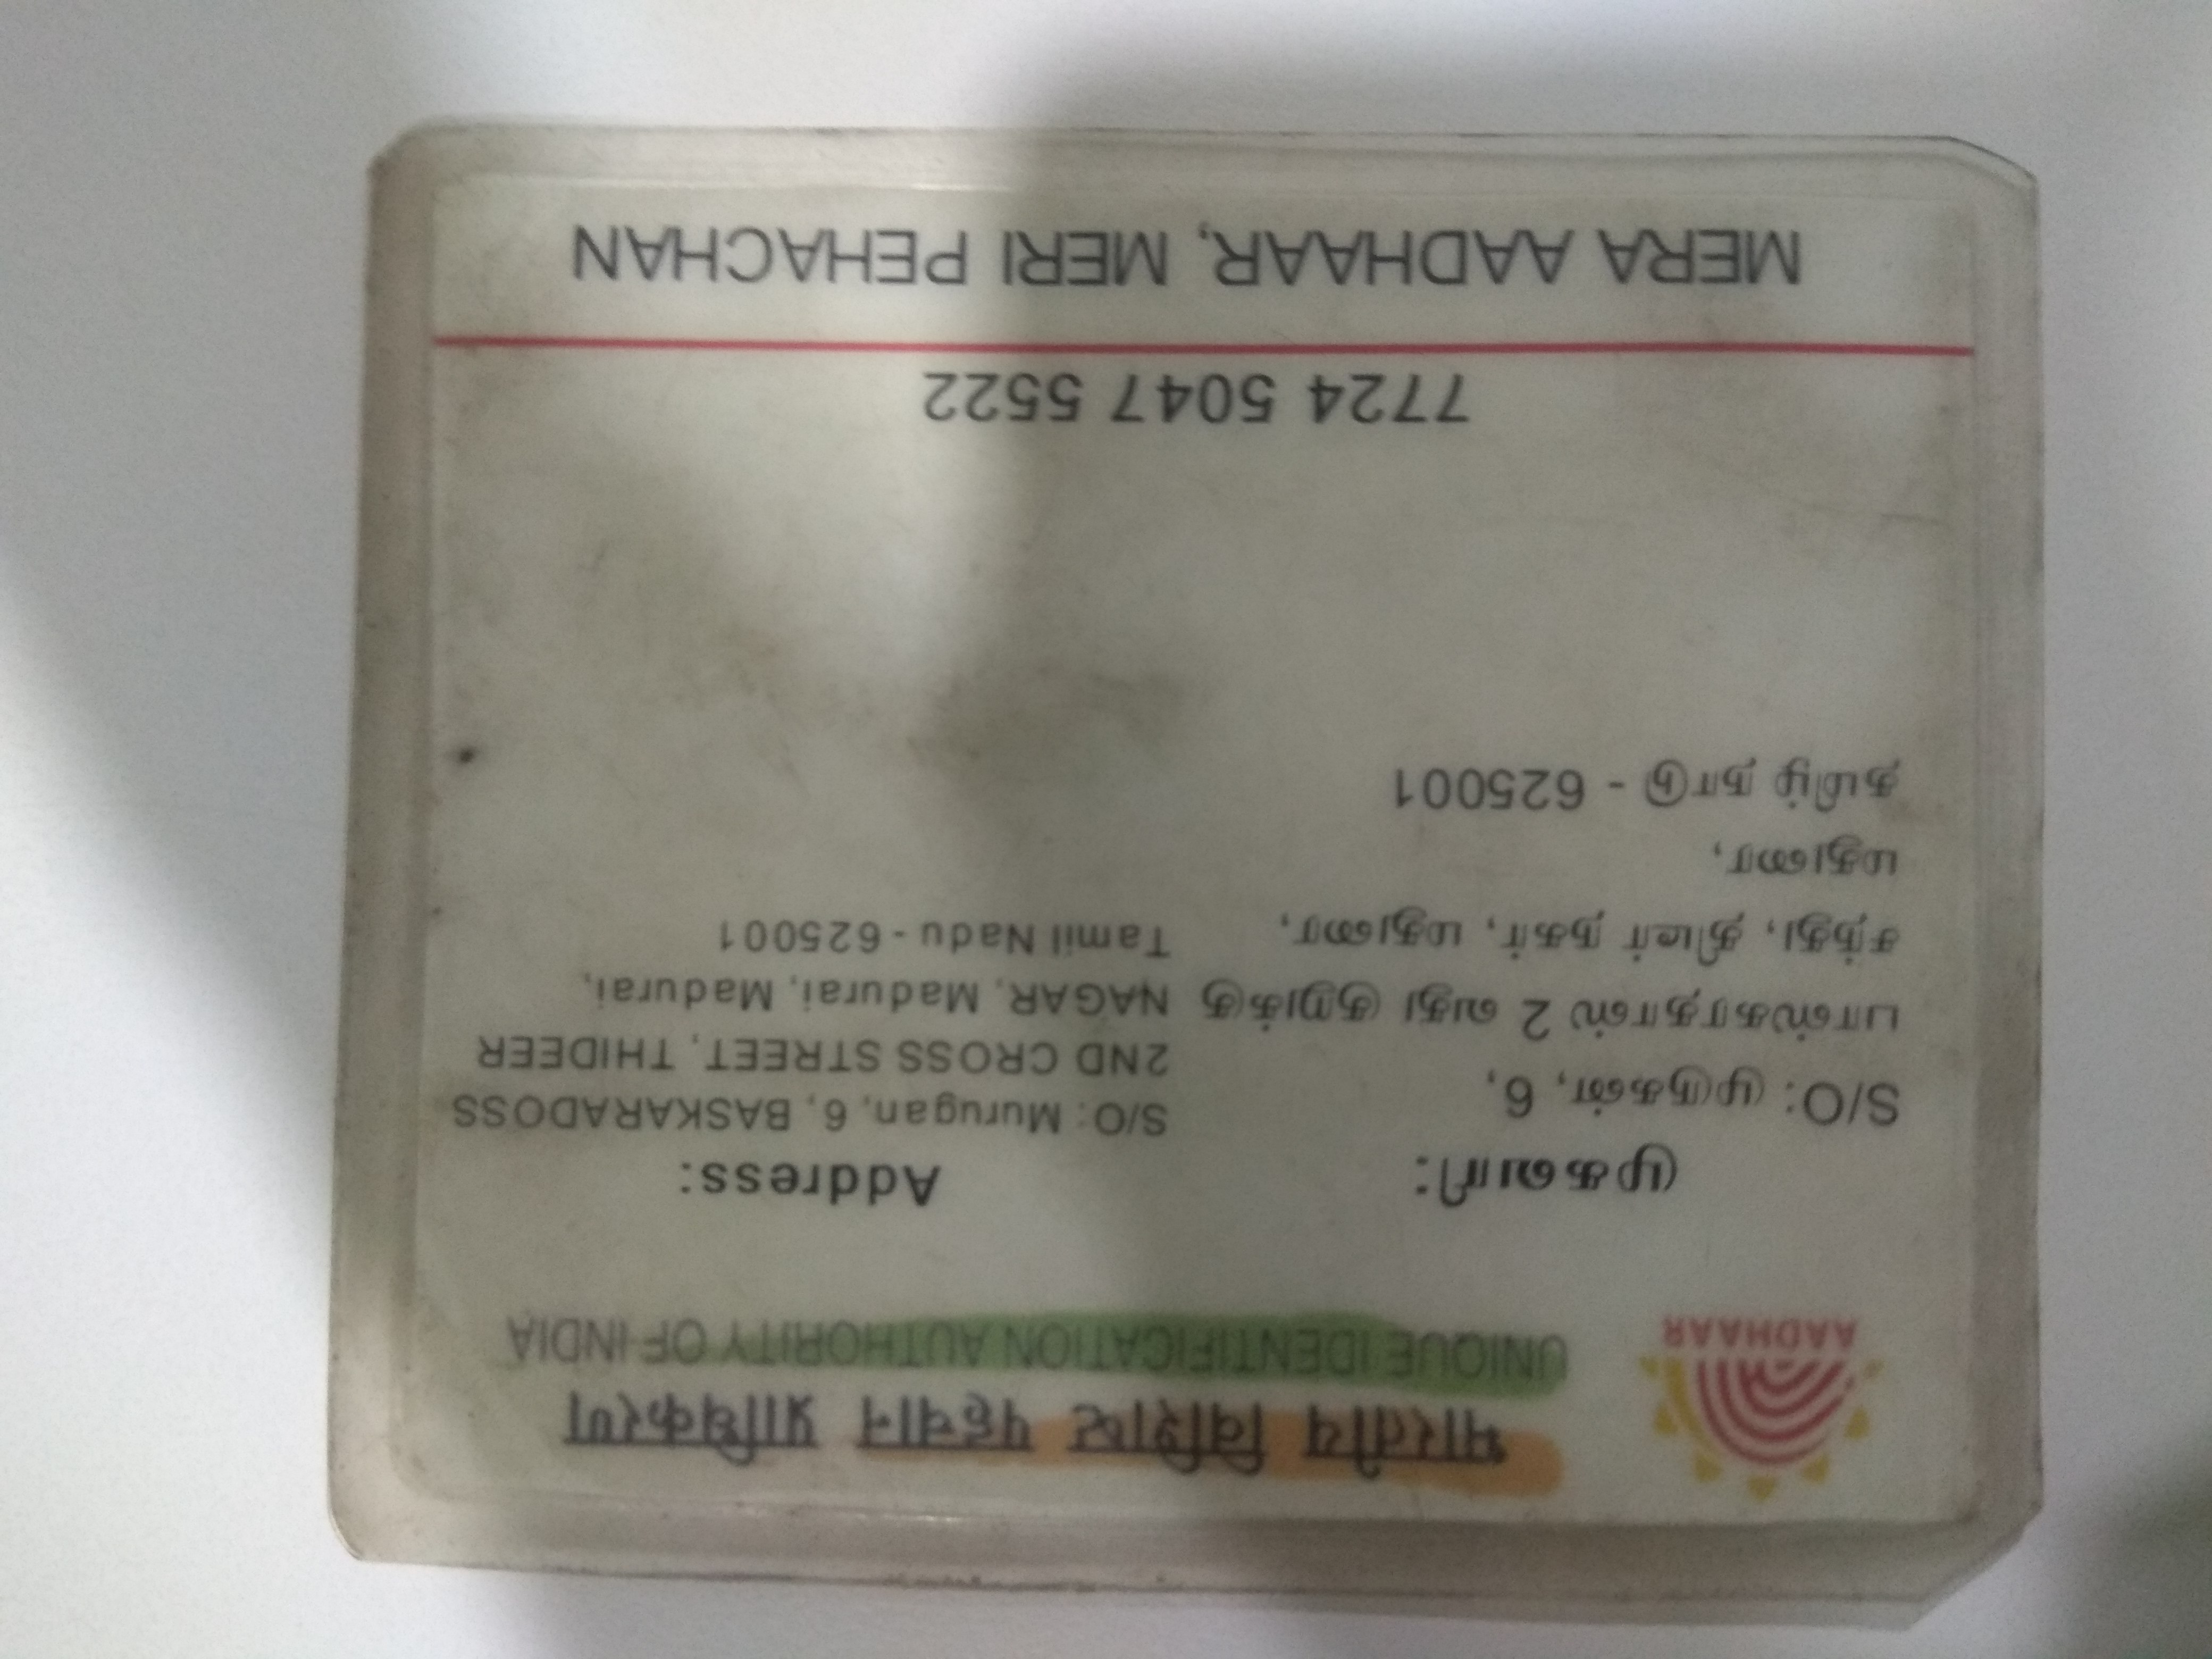 भारतीय विशिष्ट पहचान प्राधिकरण
UNIQUE IDENTIFICATION AUTHORITY OF INDIA
AADHAAR
முகவரி:
S/O: முருகன், 6,
பாஸ்கரதாஸ் 2 வது குறுக்கு
சந்து, திடீர் நகர், மதுரை,
மதுரை,
தமிழ் நாடு - 625001
Address:
S/O: Murugan, 6, BASKARADOSS
2ND CROSS STREET, THIDEER
NAGAR, Madurai, Madurai,
Tamil Nadu - 625001
7724 5047 5522
MERA AADHAAR, MERI PEHACHAN